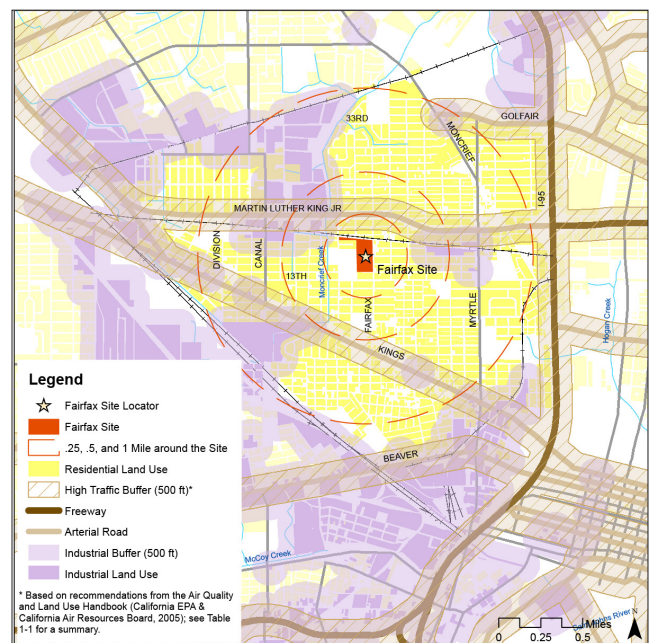 33RD
MONCRIEF
GOLFAIR
I-95
MARTIN LUTHER KING JR
DIVISION
CANAL
13TH
Moncrief Creek
Fairfax Site
FAIRFAX
MYRTLE
Hogan Creek
KINGS
BEAVER
McCoy Creek
Legend
Fairfax Site Locator
Fairfax Site
.25, .5, and 1 Mile around the Site
Residential Land Use
High Traffic Buffer (500 ft)*
Freeway
Arterial Road
Industrial Buffer (500 ft)
Industrial Land Use
* Based on recommendations from the Air Quality
and Land Use Handbook (California EPA &
California Air Resources Board, 2005); see Table
1-1 for a summary.
0 0.25 0.5 Miles
N